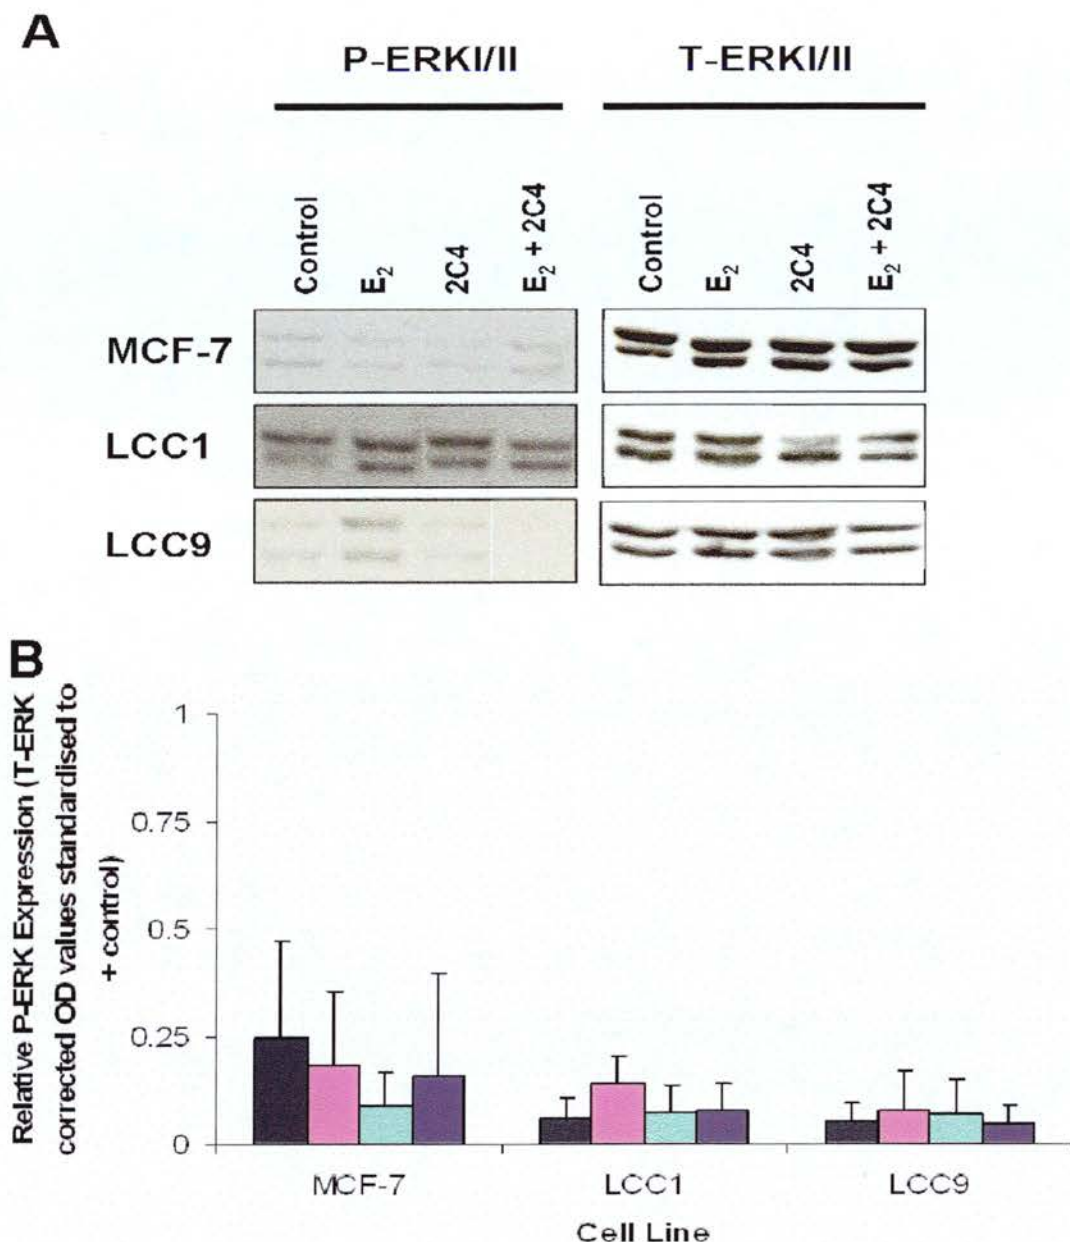 A
P-ERKI/II
T-ERKI/II
Control
E₂
2C4
E₂ + 2C4
Control
E₂
2C4
E₂ + 2C4
MCF-7
LCC1
LCC9
B
Relative P-ERK Expression (T-ERK
corrected OD values standardised to
+ control)
1
0.75
0.5
0.25
0
MCF-7
LCC1
LCC9
Cell Line